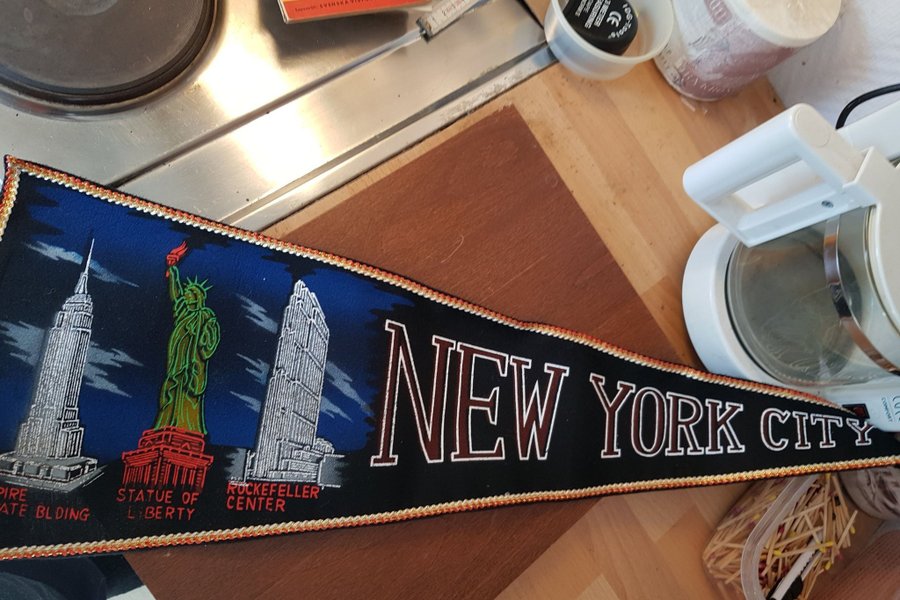 NEW YORK CITY
PIRE
ATE BLDING
STATUE OF
LIBERTY
ROCKEFELLER
CENTER